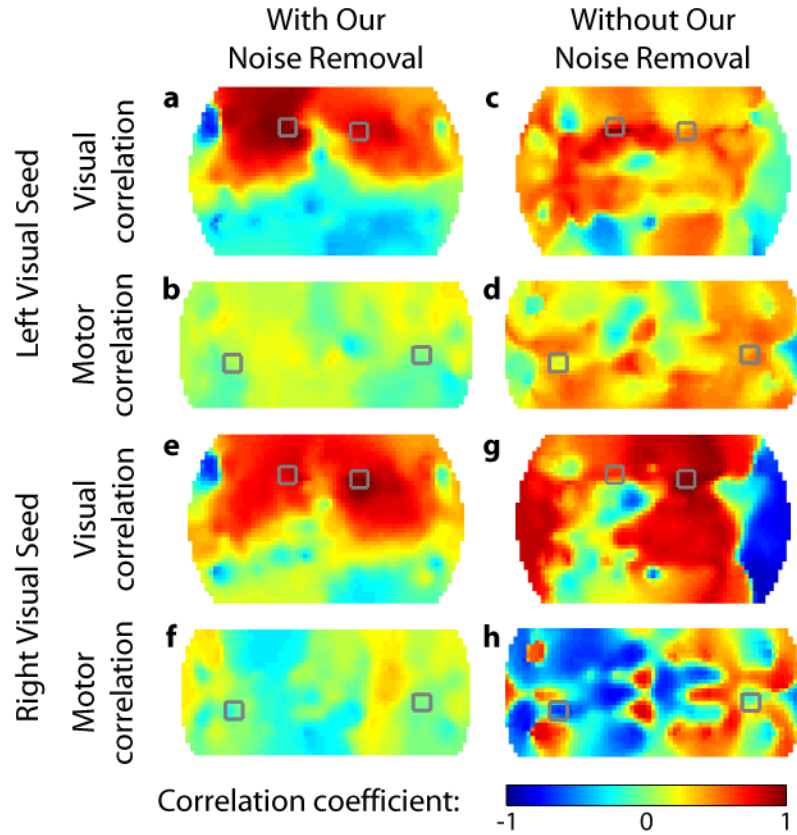 With Our
Noise Removal
Without Our
Noise Removal
Left Visual Seed
Visual
correlation
a
c
Motor
correlation
b
d
Right Visual Seed
Visual
correlation
e
g
Motor
correlation
f
h
Correlation coefficient:
-1 0 1